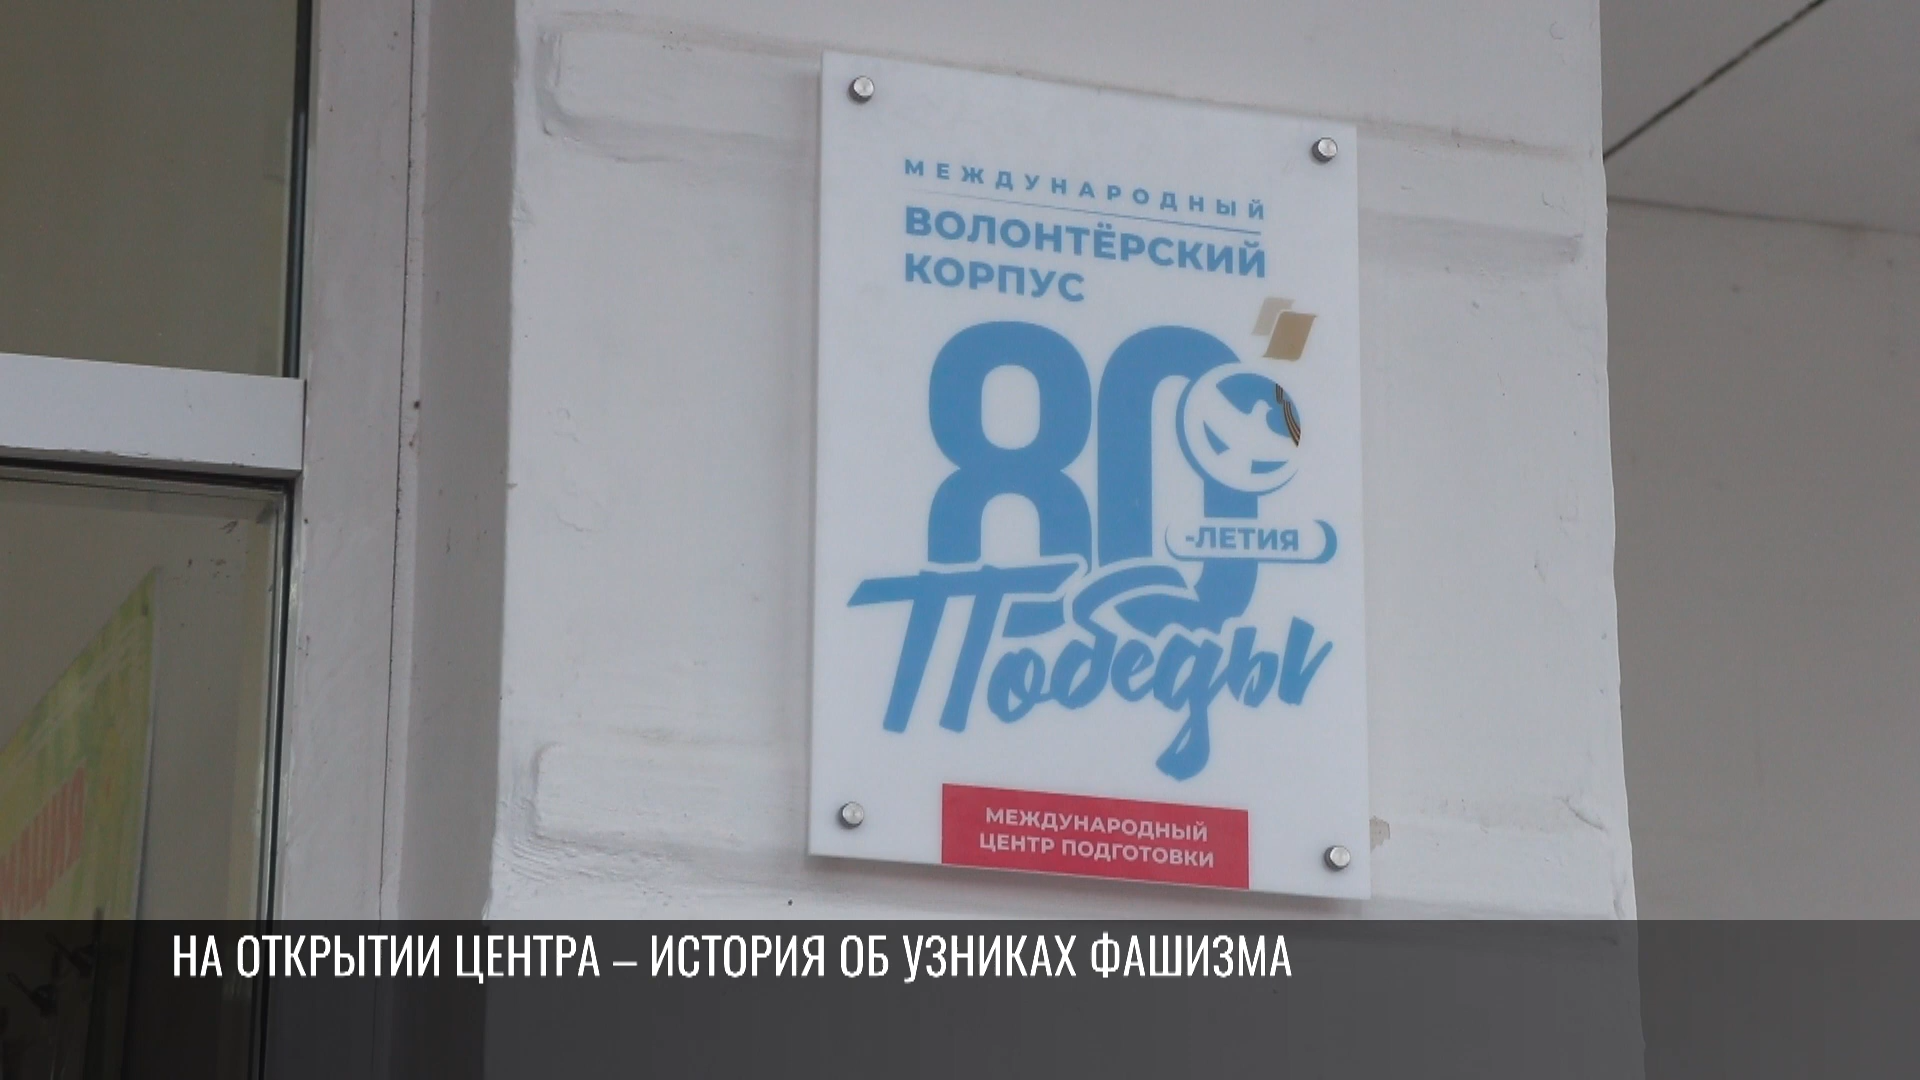 МЕЖДУНАРОДНЫЙ
ВОЛОНТЁРСКИЙ
КОРПУС
80
-ЛЕТИЯ
Победы
МЕЖДУНАРОДНЫЙ
ЦЕНТР ПОДГОТОВКИ
НА ОТКРЫТИИ ЦЕНТРА – ИСТОРИЯ ОБ УЗНИКАХ ФАШИЗМА